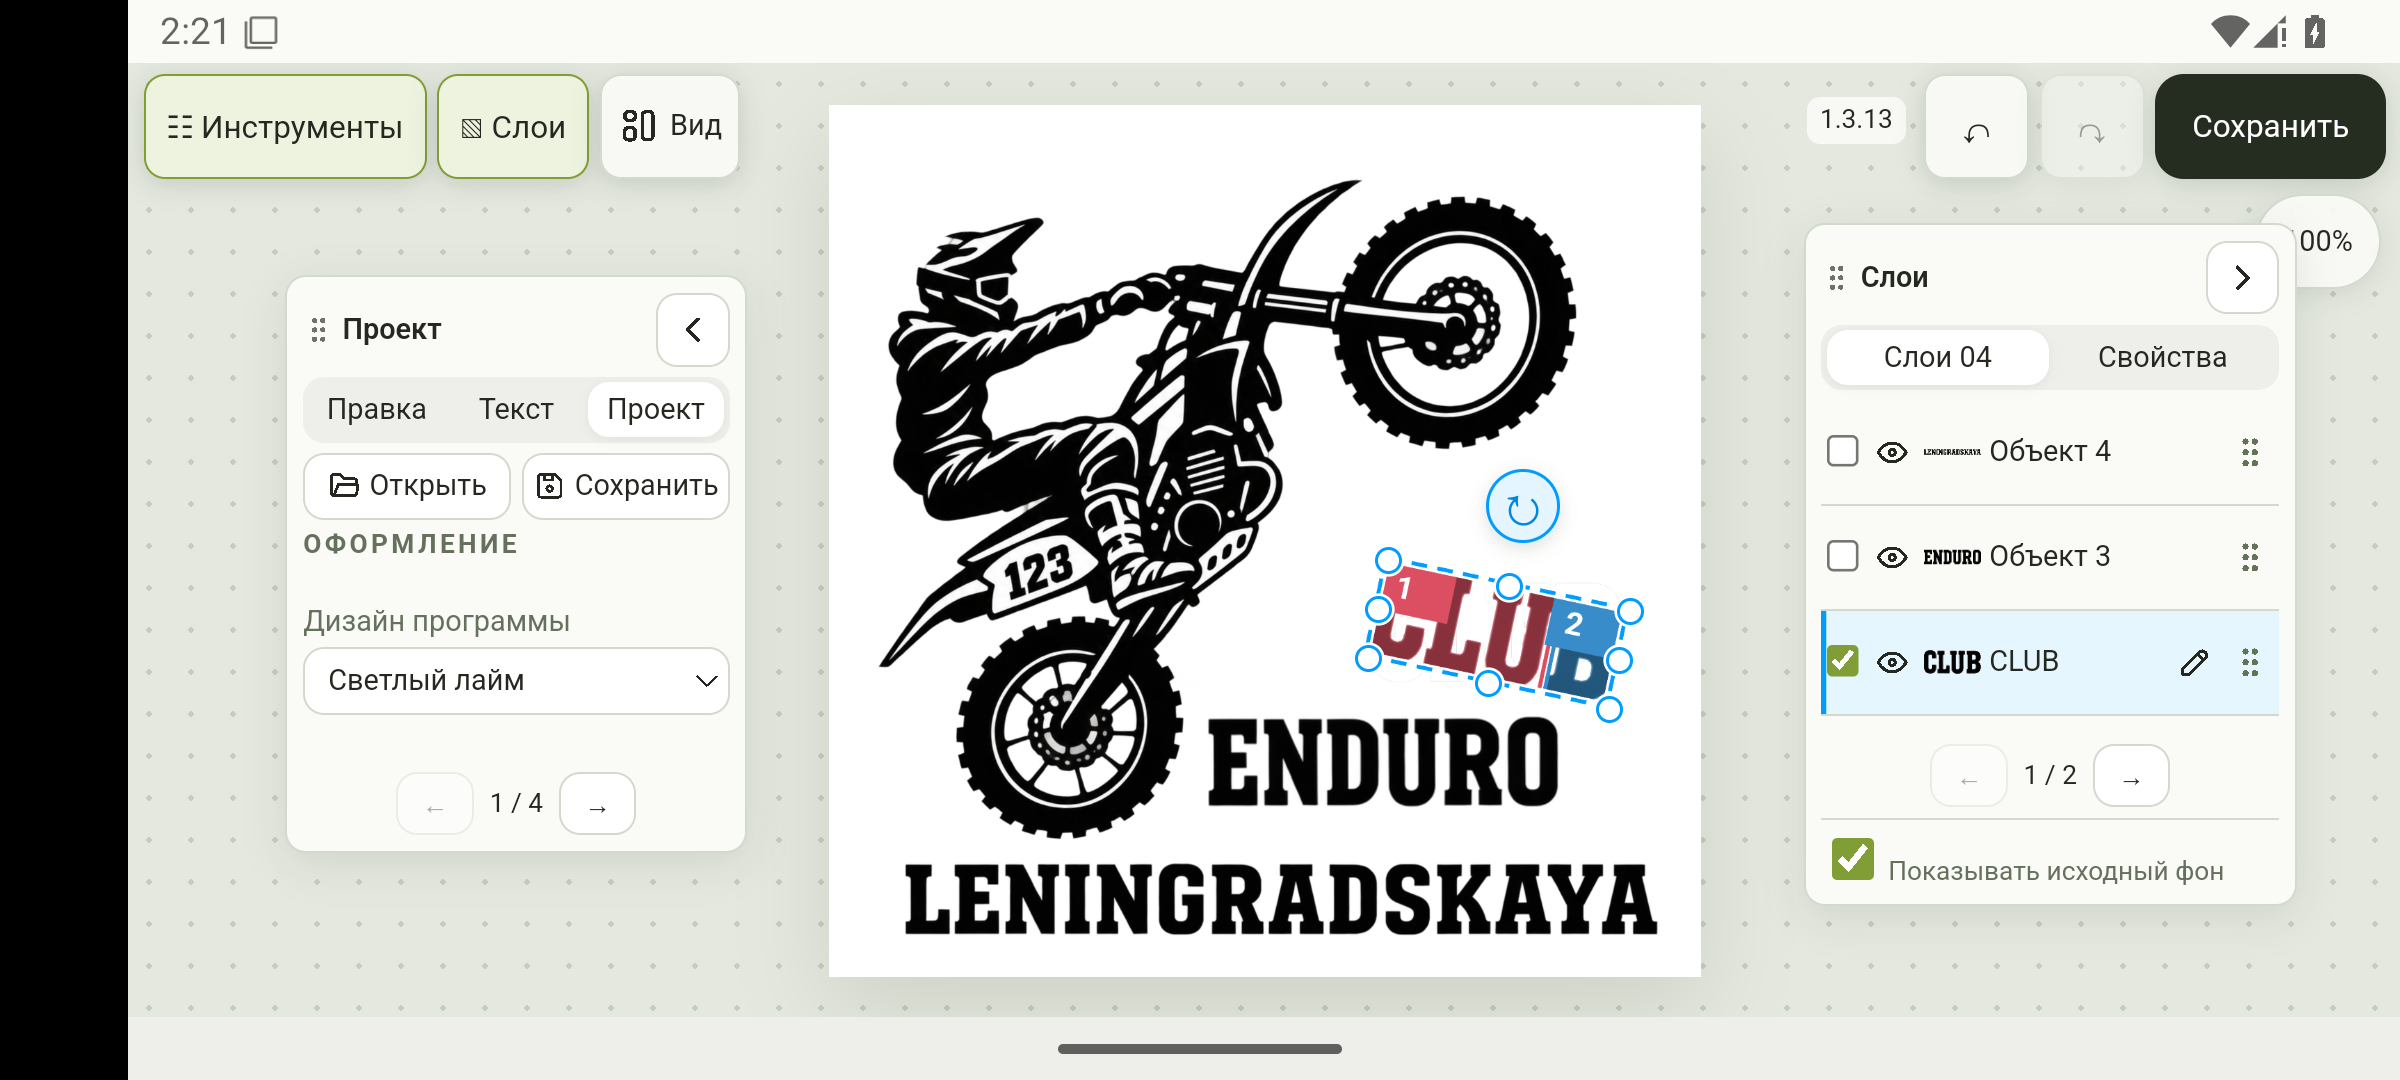 2:21
Инструменты
Слои
Вид
1.3.13
Сохранить
00%
Проект
Правка Текст Проект
Открыть Сохранить
ОФОРМЛЕНИЕ
Дизайн программы
Светлый лайм
← 1 / 4 →
123
1
2
CLUB
ENDURO
LENINGRADSKAYA
Слои
Слои 04 Свойства
LENINGRADSKAYA Объект 4
ENDURO Объект 3
CLUB CLUB
← 1 / 2 →
Показывать исходный фон